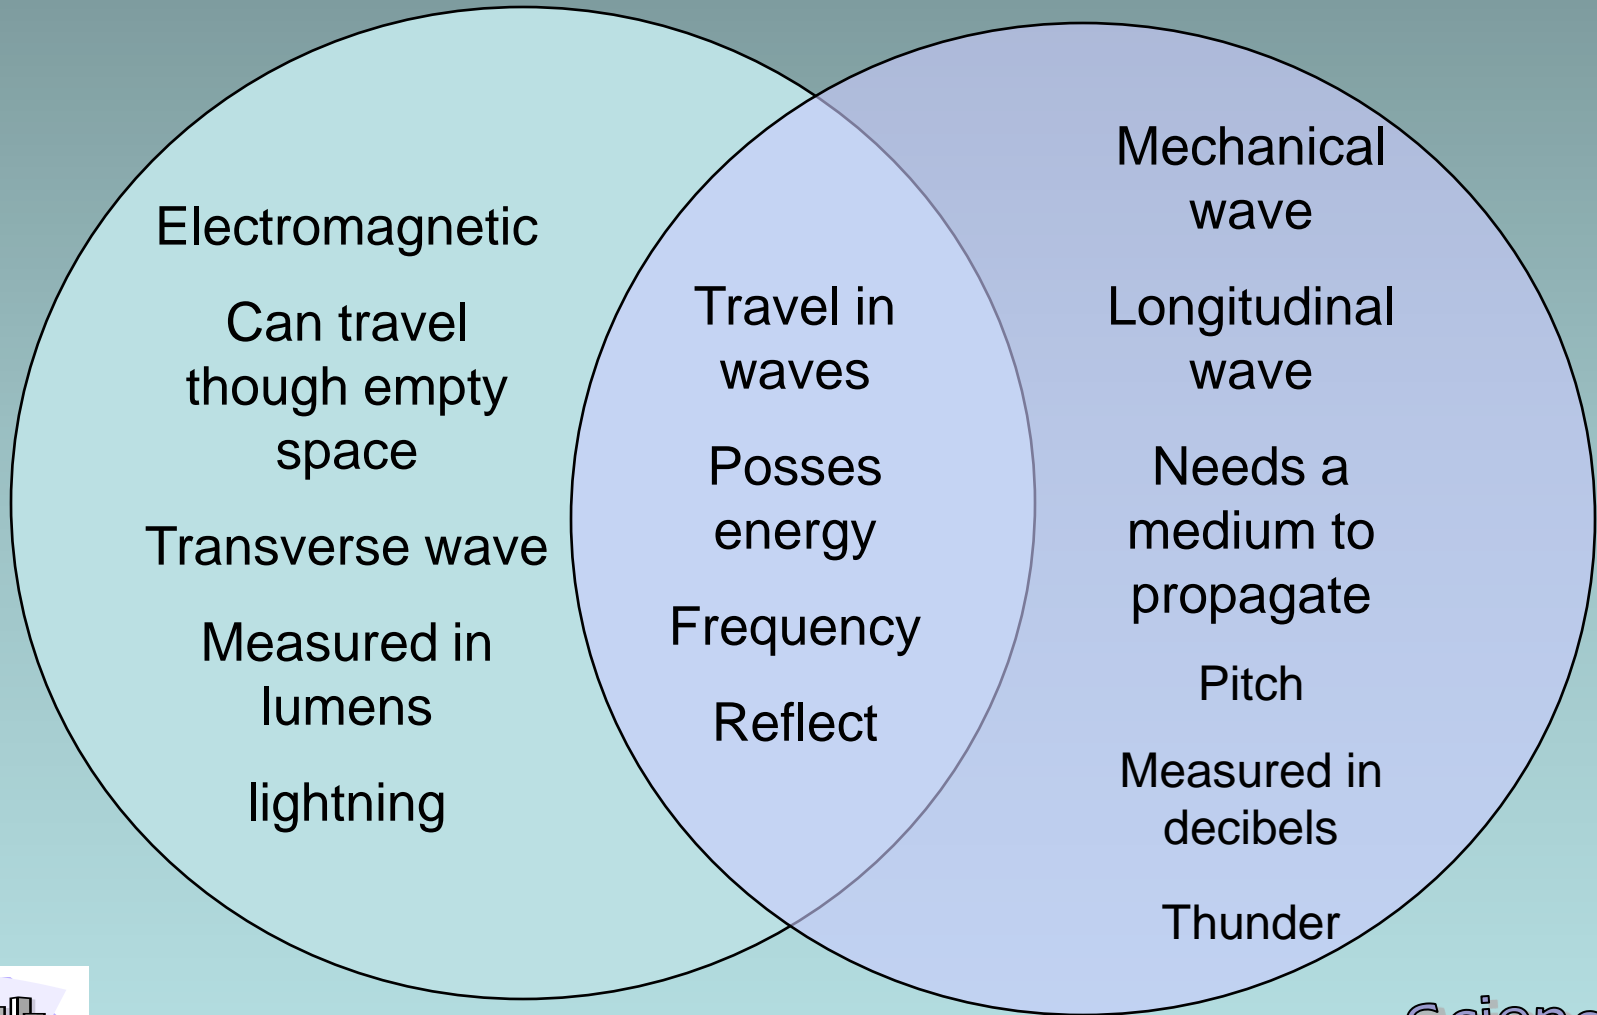 Electromagnetic
Can travel
though empty
space
Transverse wave
Measured in
lumens
lightning
Travel in
waves
Posses
energy
Frequency
Reflect
Mechanical
wave
Longitudinal
wave
Needs a
medium to
propagate
Pitch
Measured in
decibels
Thunder